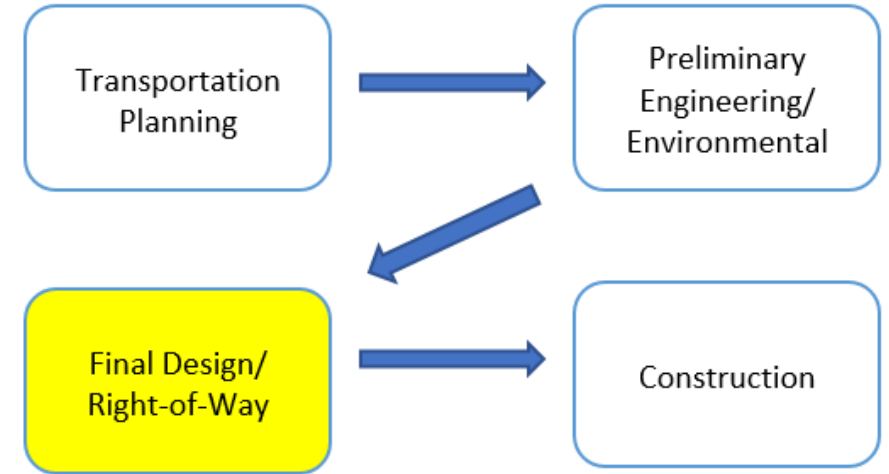 Transportation
Planning
Preliminary
Engineering/
Environmental
Final Design/
Right-of-Way
Construction